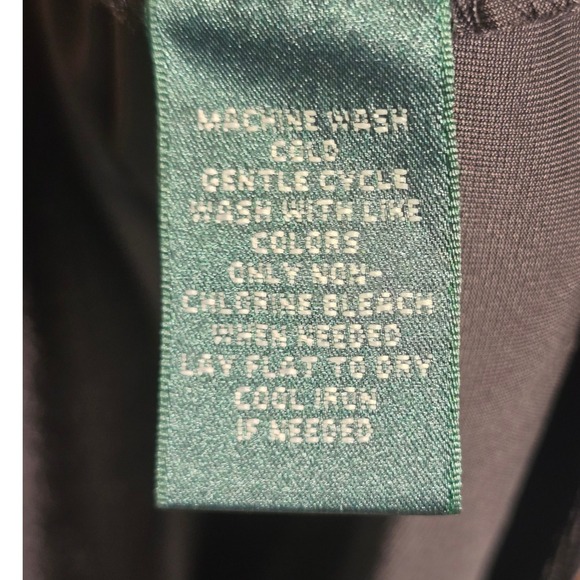 MACHINE WASH
COLD
GENTLE CYCLE
WASH WITH LIKE
COLORS
ONLY NON-
CHLORINE BLEACH
WHEN NEEDED
LAY FLAT TO DRY
COOL IRON
IF NEEDED